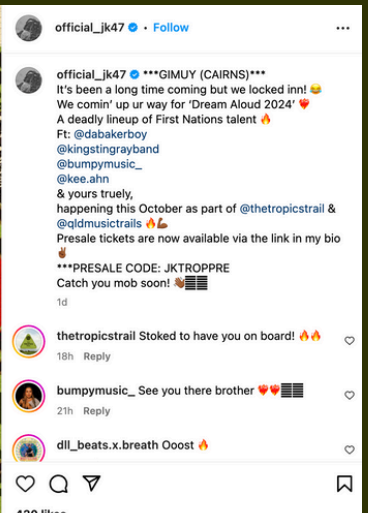 official_jk47 • Follow
official_jk47 ***GIMUY (CAIRNS)***
It's been a long time coming but we locked inn! 😂
We comin' up ur way for 'Dream Aloud 2024' ❤️‍🔥
A deadly lineup of First Nations talent 🔥
Ft: @dabakerboy
@kingstingrayband
@bumpymusic_
@kee.ahn
& yours truely,
happening this October as part of @thetropicstrail &
@qldmusictrails 🔥💪🏾
Presale tickets are now available via the link in my bio
✌🏾
***PRESALE CODE: JKTROPPRE
Catch you mob soon! 👋🏾
1d
thetropicstrail Stoked to have you on board! 🔥🔥
18h Reply
bumpymusic_ See you there brother ❤️‍🔥❤️‍🔥
21h Reply
dll_beats.x.breath Ooost 🔥